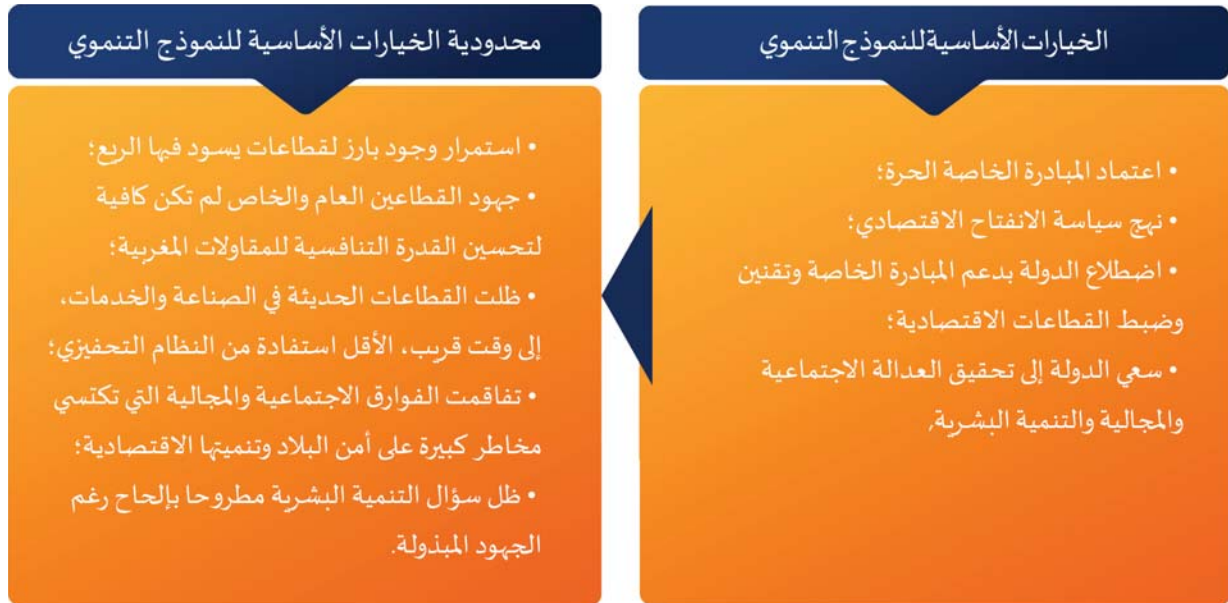 الخيارات الأساسية للنموذج التنموي
• اعتماد المبادرة الخاصة الحرة؛
• نهج سياسة الانفتاح الاقتصادي؛
• اضطلاع الدولة بدعم المبادرة الخاصة وتقنين
وضبط القطاعات الاقتصادية؛
• سعي الدولة إلى تحقيق العدالة الاجتماعية
والمجالية والتنمية البشرية,
محدودية الخيارات الأساسية للنموذج التنموي
• استمرار وجود بارز لقطاعات يسود فيها الريع؛
• جهود القطاعين العام والخاص لم تكن كافية
لتحسين القدرة التنافسية للمقاولات المغربية؛
• ظلت القطاعات الحديثة في الصناعة والخدمات،
إلى وقت قريب، الأقل استفادة من النظام التحفيزي؛
• تفاقمت الفوارق الاجتماعية والمجالية التي تكتسي
مخاطر كبيرة على أمن البلاد وتنميتها الاقتصادية؛
• ظل سؤال التنمية البشرية مطروحا بإلحاح رغم
الجهود المبذولة.